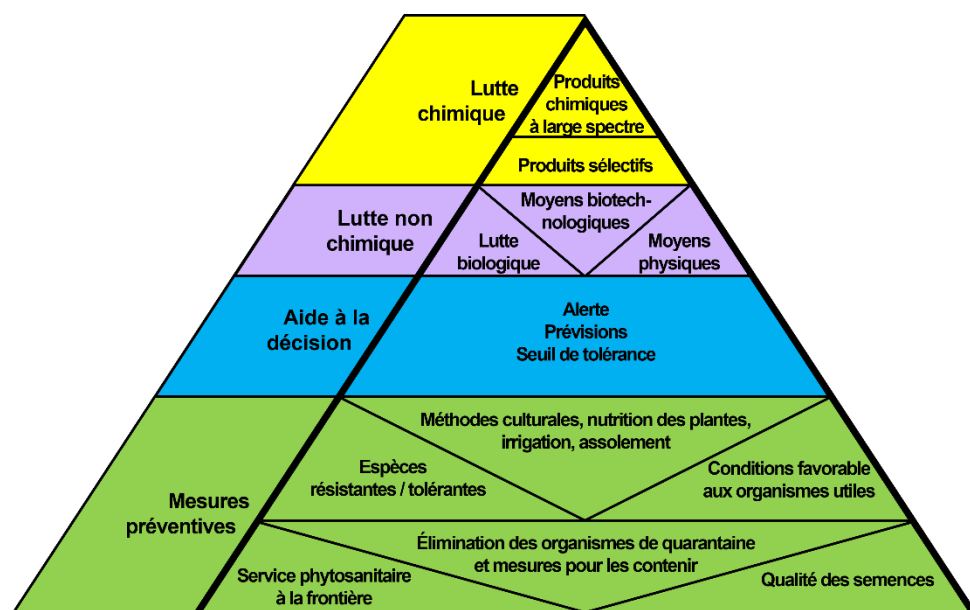 Lutte
chimique
Produits
chimiques
à large spectre
Produits sélectifs
Lutte non
chimique
Moyens biotech-
nologiques
Lutte
biologique
Moyens
physiques
Aide à la
décision
Alerte
Prévisions
Seuil de tolérance
Mesures
préventives
Méthodes culturales, nutrition des plantes,
irrigation, assolement
Espèces
résistantes / tolérantes
Conditions favorable
aux organismes utiles
Élimination des organismes de quarantaine
et mesures pour les contenir
Service phytosanitaire
à la frontière
Qualité des semences